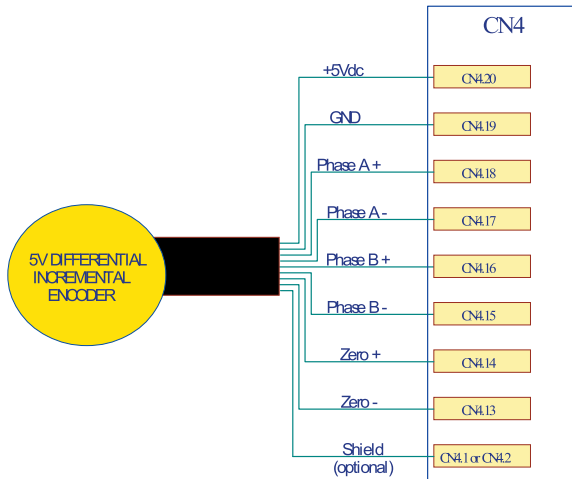 CN4
+5Vdc
CN4.20
GND
CN4.19
Phase A +
CN4.18
Phase A -
CN4.17
Phase B +
CN4.16
Phase B -
CN4.15
Zero +
CN4.14
Zero -
CN4.13
Shield
(optional)
CN4.1 or CN4.2
5V DIFFERENTIAL
INCREMENTAL
ENCODER